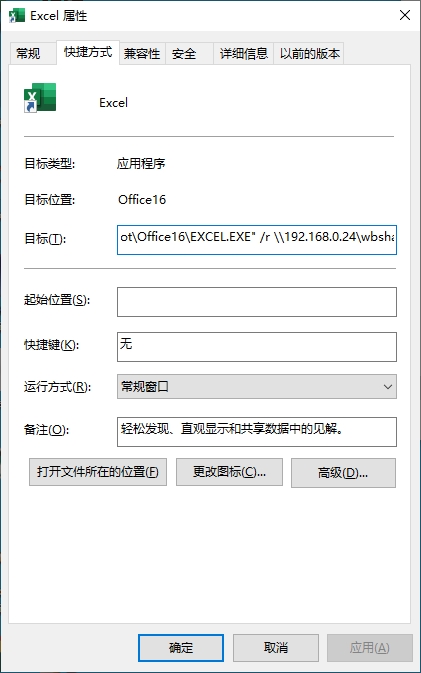 Excel 属性
常规 快捷方式 兼容性 安全 详细信息 以前的版本
Excel
目标类型: 应用程序
目标位置: Office16
目标(T): ot\Office16\EXCEL.EXE" /r \\192.168.0.24\wbsha
起始位置(S):
快捷键(K): 无
运行方式(R): 常规窗口
备注(O): 轻松发现、直观显示和共享数据中的见解。
打开文件所在的位置(F) 更改图标(C)... 高级(D)...
确定 取消 应用(A)